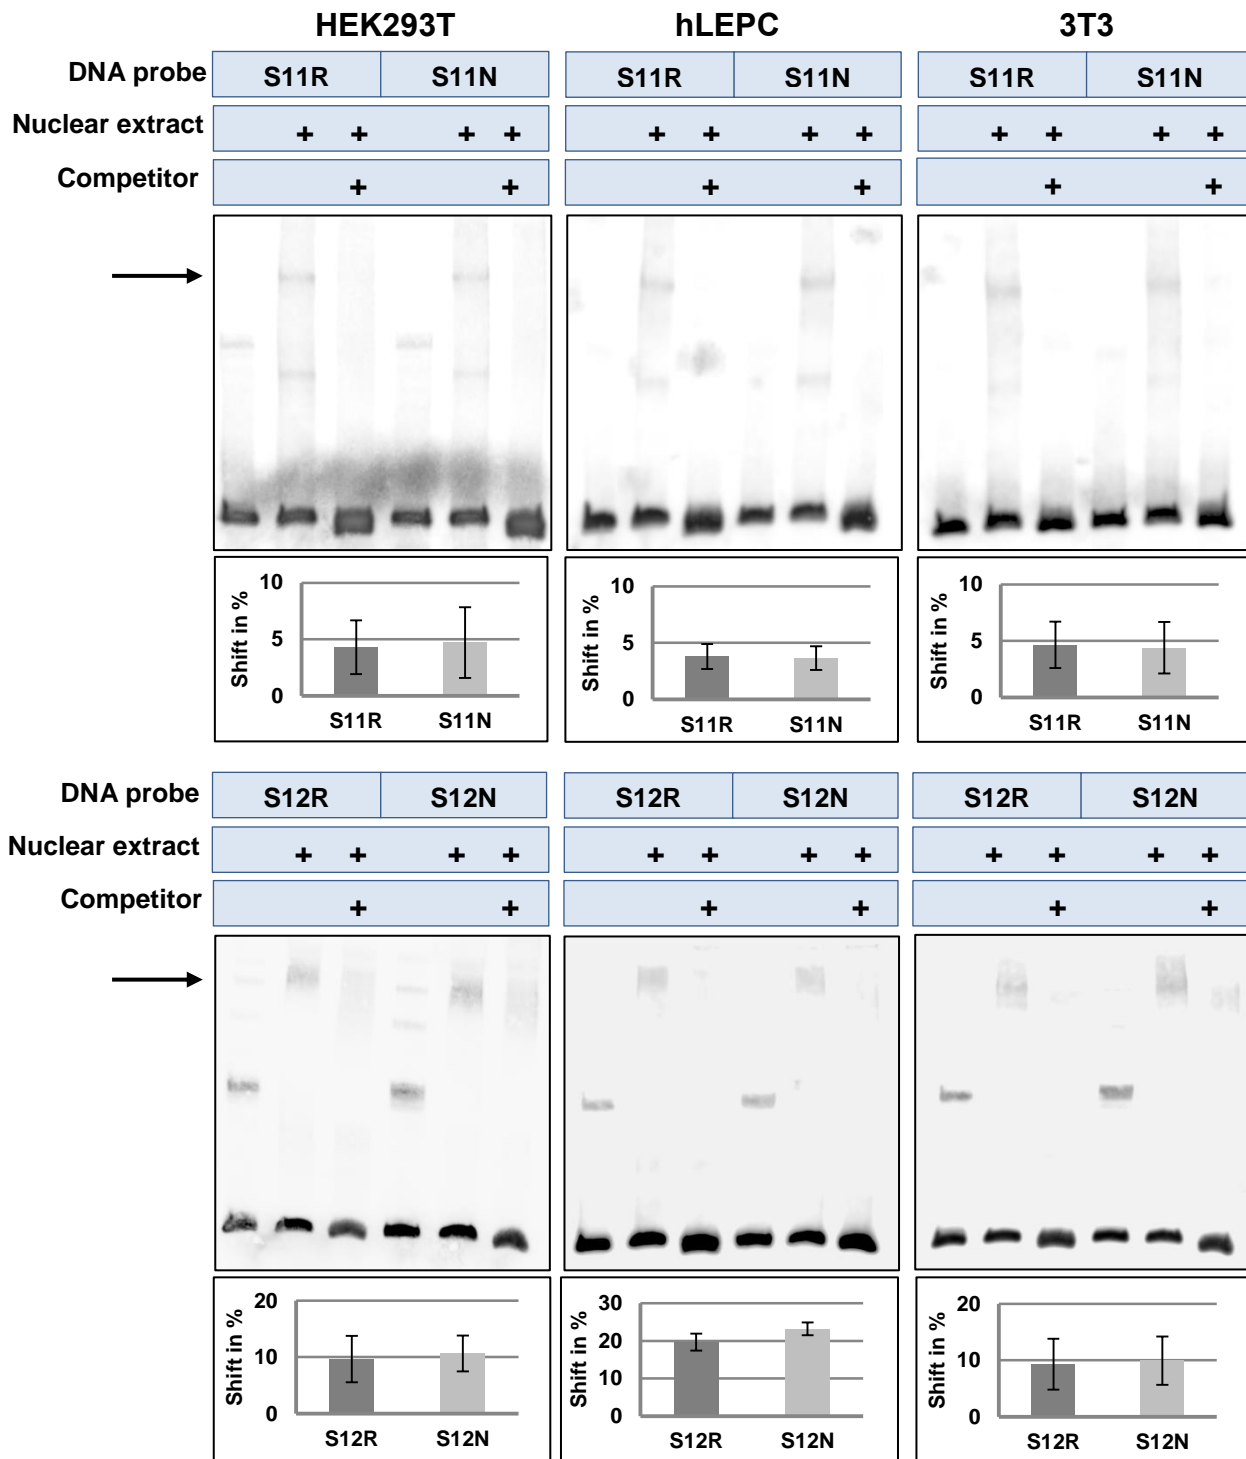 HEK293T hLEPC 3T3
DNA probe S11R S11N S11R S11N S11R S11N
Nuclear extract + + + + + + + + + + + +
Competitor + + + + + +
10 10 10
5 5 5
0 0 0
Shift in % Shift in % Shift in %
S11R S11N S11R S11N S11R S11N
DNA probe S12R S12N S12R S12N S12R S12N
Nuclear extract + + + + + + + + + + + +
Competitor + + + + + +
20 30 20
10 20 10
0 10 0
0
Shift in % Shift in % Shift in %
S12R S12N S12R S12N S12R S12N